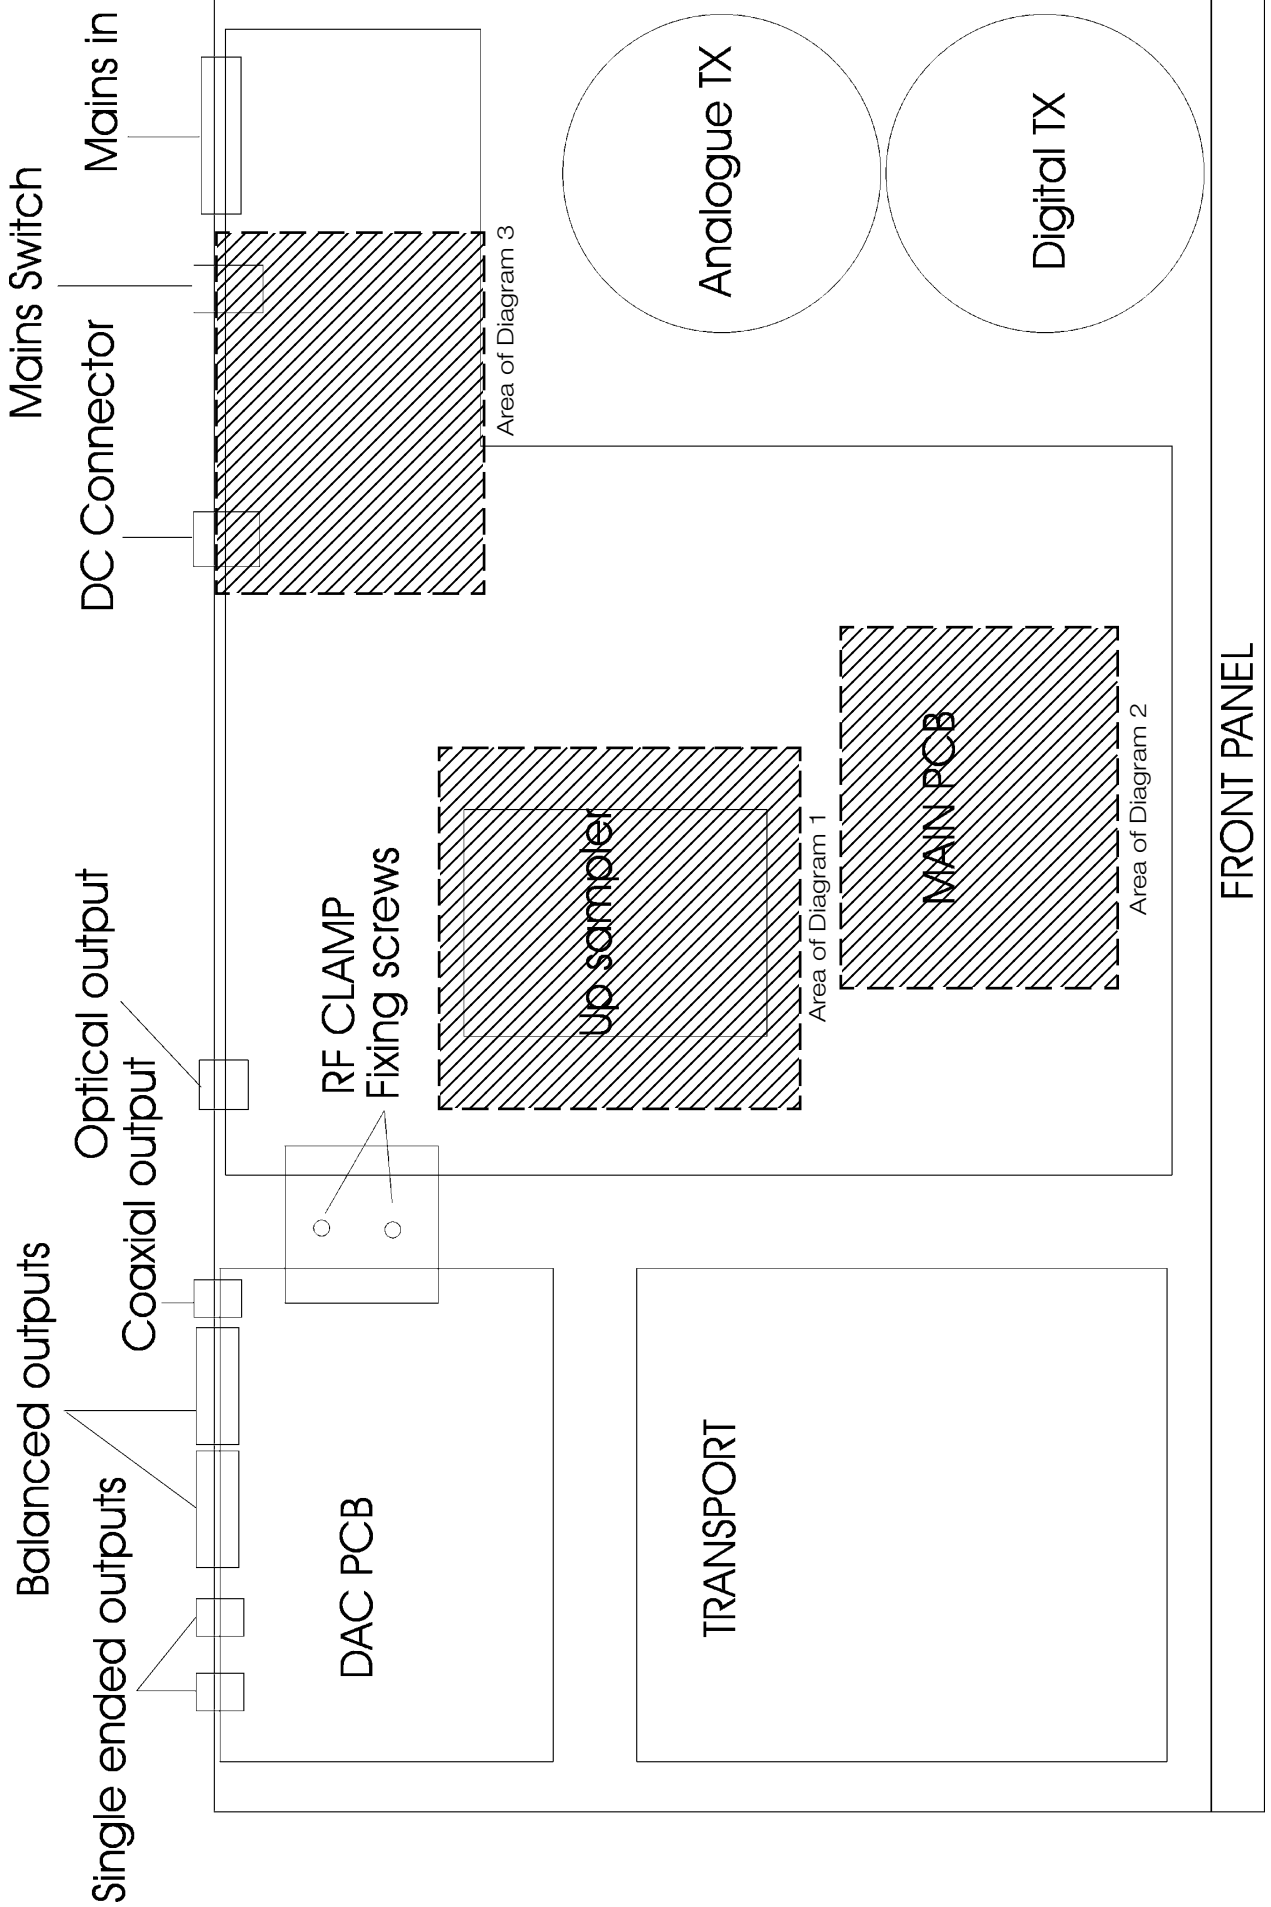 Single ended outputs
Balanced outputs
Coaxial output
Optical output
DC Connector
Mains Switch
Mains in
RF CLAMP
Fixing screws
DAC PCB
Up sampler
Area of Diagram 1
Area of Diagram 3
TRANSPORT
MAIN PCB
Area of Diagram 2
Analogue TX
Digital TX
FRONT PANEL